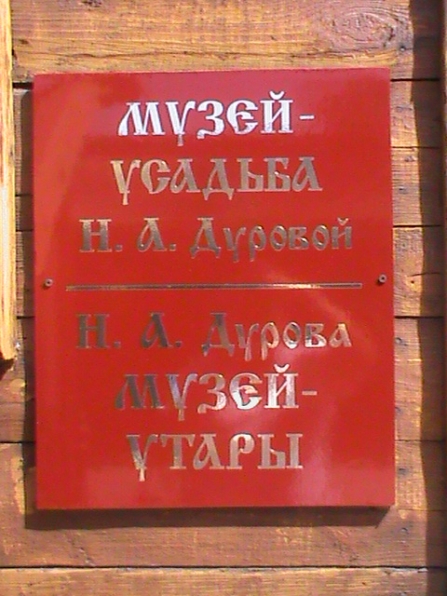 МУЗЕЙ-
УСАДЬБА
Н. А. Дуровой
Н. А. Дурова
МУЗЕЙ-
УТАРЫ